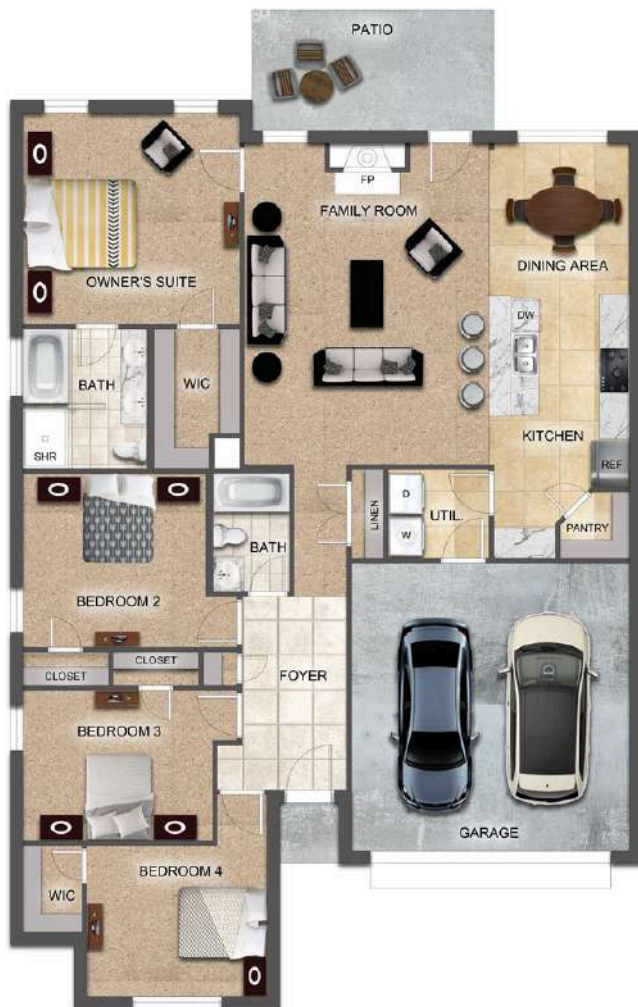 PATIO
FP
FAMILY ROOM
OWNER'S SUITE
DINING AREA
DW
BATH
WIC
SHR
KITCHEN
REF
D
LINEN
UTIL.
W
PANTRY
BATH
BEDROOM 2
CLOSET
CLOSET
FOYER
BEDROOM 3
GARAGE
BEDROOM 4
WIC